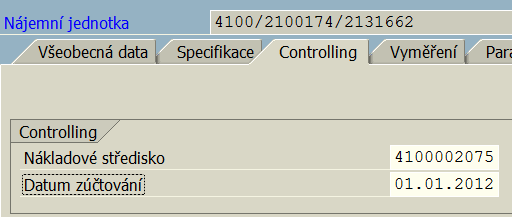 Nájemní jednotka 4100/2100174/2131662
Všeobecná data Specifikace Controlling Vyměření Para
Controlling
Nákladové středisko 4100002075
Datum zúčtování 01.01.2012